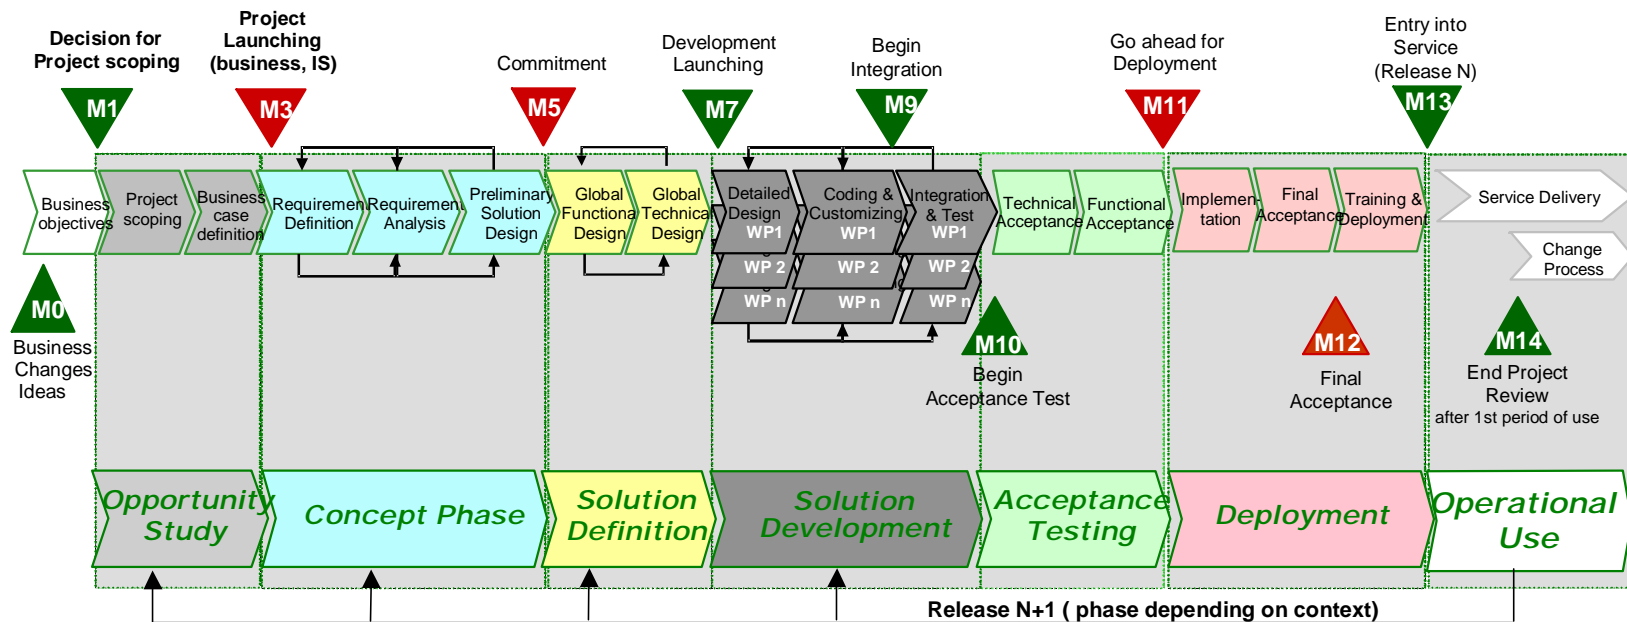 Decision for
Project scoping
Project
Launching
(business, IS)
Commitment
Development
Launching
Begin
Integration
Go ahead for
Deployment
Entry into
Service
(Release N)
M1
M3
M5
M7
M9
M11
M13
Business
objectives
Project
scoping
Business
case
definition
Requirement
Definition
Requirement
Analysis
Preliminary
Solution
Design
Global
Functional
Design
Global
Technical
Design
Detailed
Design
WP1
WP 2
WP n
Coding &
Customizing
WP1
WP 2
WP n
Integration
& Test
WP1
WP 2
WP n
Technical
Acceptance
Functional
Acceptance
Implemen-
tation
Final
Acceptance
Training &
Deployment
Service Delivery
Change
Process
M0
Business
Changes
Ideas
M10
Begin
Acceptance Test
M12
Final
Acceptance
M14
End Project
Review
after 1st period of use
Opportunity
Study
Concept Phase
Solution
Definition
Solution
Development
Acceptance
Testing
Deployment
Operational
Use
Release N+1 ( phase depending on context)